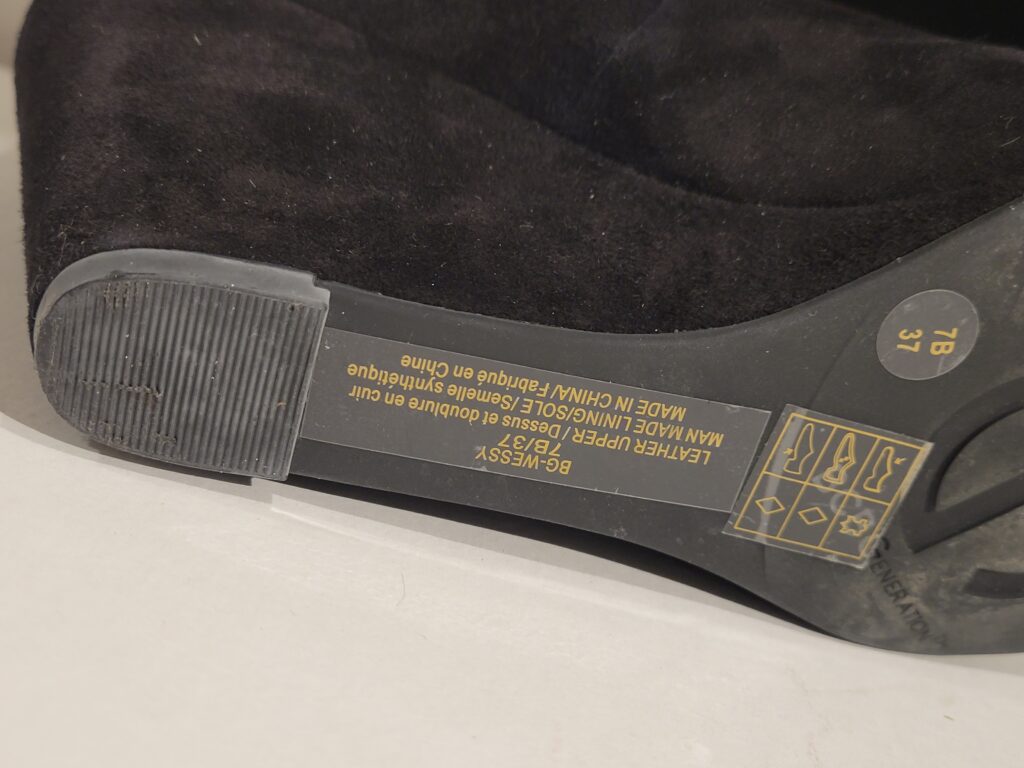 BG-WESSY
7B/37
LEATHER UPPER / Dessus et doublure en cuir
MAN MADE LINING/SOLE /Semelle synthétique
MADE IN CHINA/ Fabriqué en Chine
7B
37
GENERATION